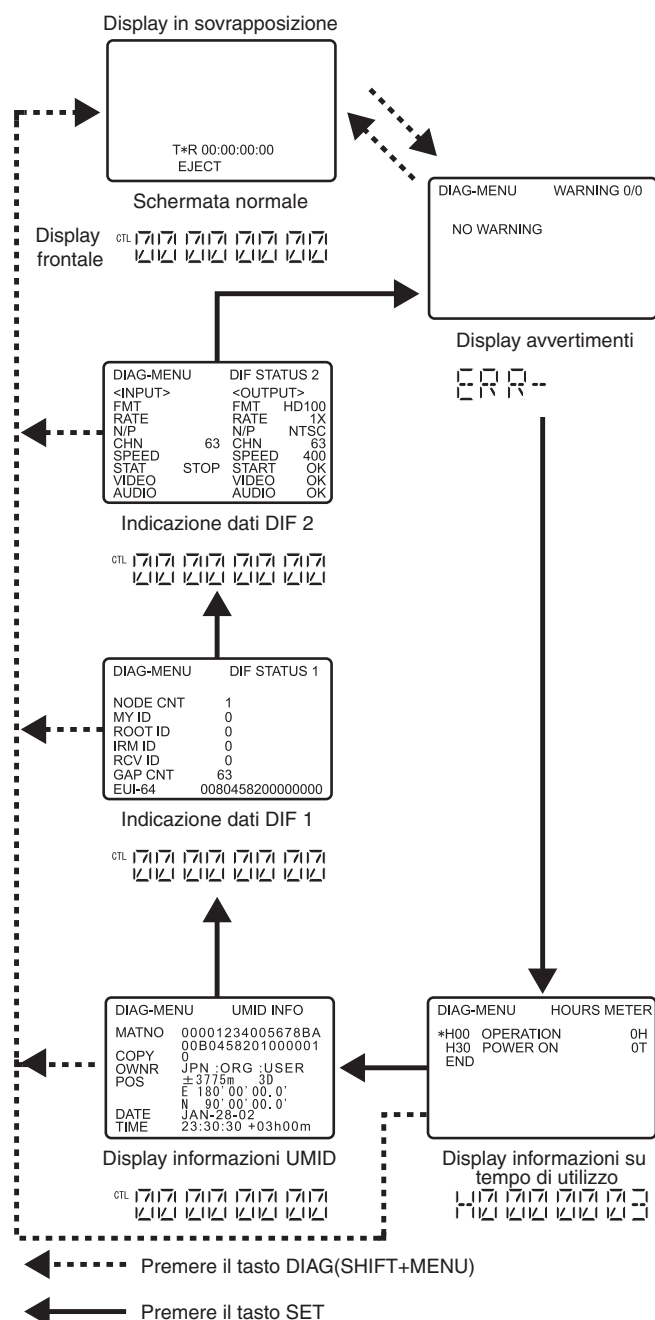 Display in sovrapposizione
T*R 00:00:00:00
EJECT
Schermata normale
Display frontale
CTL
DIAG-MENU WARNING 0/0
NO WARNING
Display avvertimenti
ERR-
DIAG-MENU DIF STATUS 2
<INPUT> <OUTPUT>
FMT FMT HD100
RATE RATE 1X
N/P N/P NTSC
CHN 63 CHN 63
SPEED SPEED 400
STAT STOP START OK
VIDEO VIDEO OK
AUDIO AUDIO OK
Indicazione dati DIF 2
CTL
DIAG-MENU DIF STATUS 1
NODE CNT 1
MY ID 0
ROOT ID 0
IRM ID 0
RCV ID 0
GAP CNT 63
EUI-64 0080458200000000
Indicazione dati DIF 1
CTL
DIAG-MENU UMID INFO
MATNO 00001234005678BA
00B0458201000001
COPY 0
OWNR JPN :ORG :USER
POS ±3775m 3D
E 180'00'00.0'
N 90'00'00.0'
DATE JAN-28-02
TIME 23:30:30 +03h00m
Display informazioni UMID
CTL
DIAG-MENU HOURS METER
*H00 OPERATION 0H
H30 POWER ON 0T
END
Display informazioni su
tempo di utilizzo
Premere il tasto DIAG(SHIFT+MENU)
Premere il tasto SET